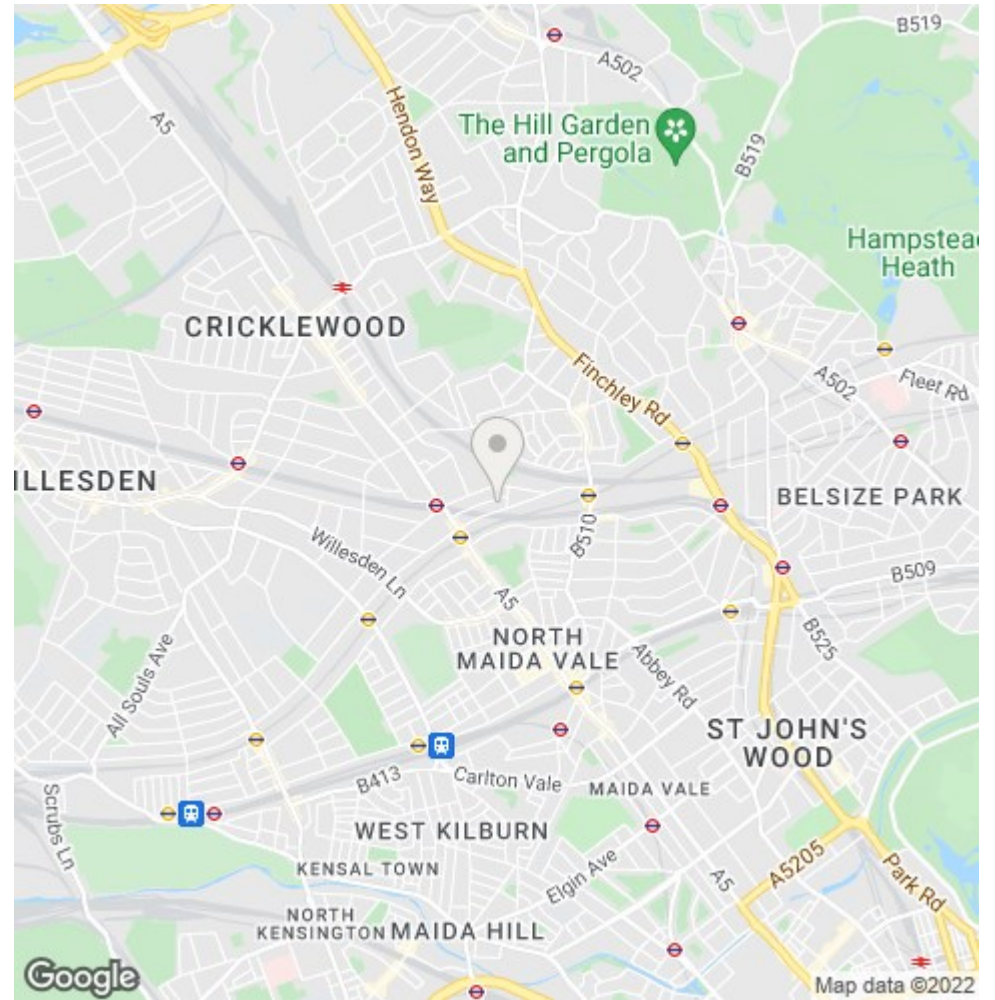 B519
A502
A5
Hendon Way
The Hill Garden
and Pergola
B519
Hampstea
Heath
CRICKLEWOOD
Finchley Rd
A502
Fleet Rd
ILLESDEN
BELSIZE PARK
B510
Willesden Ln
B509
A5
NORTH
MAIDA VALE
Abbey Rd
B525
All Souls Ave
ST JOHN'S
WOOD
B413
Carlton Vale
MAIDA VALE
Scrubs Ln
WEST KILBURN
KENSAL TOWN
Elgin Ave
A5
A5205
Park Rd
NORTH
KENSINGTON
MAIDA HILL
Google
Map data ©2022